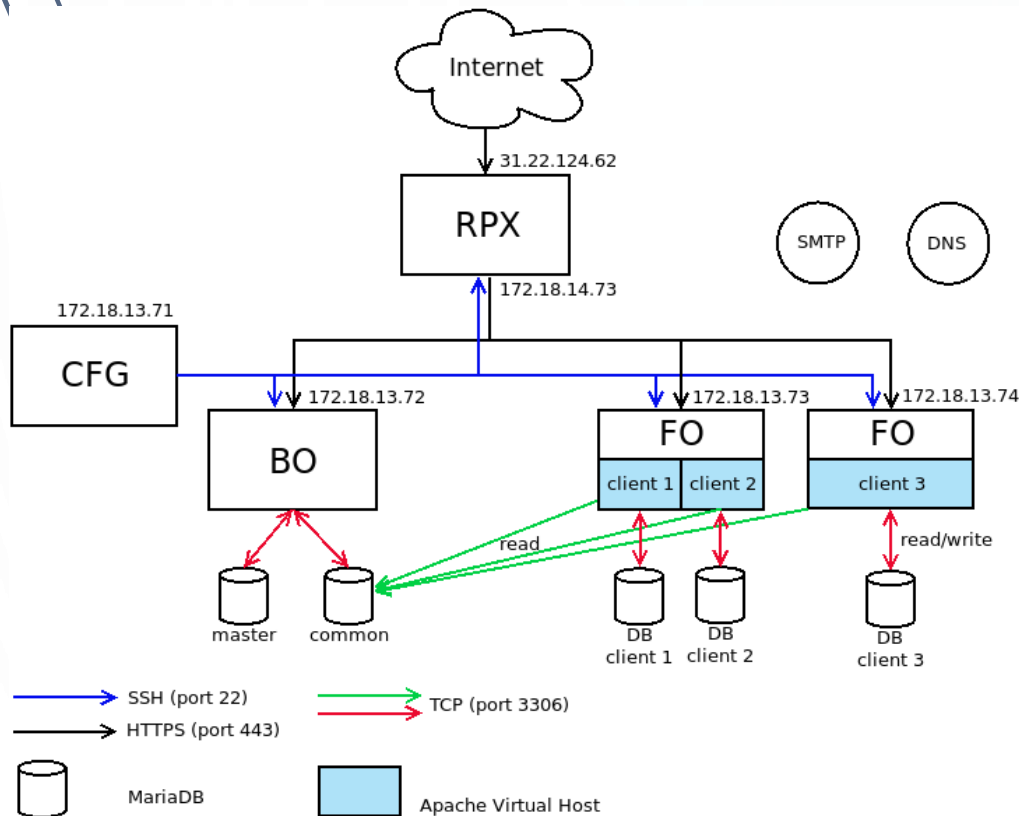 Internet
31.22.124.62
RPX
SMTP
DNS
172.18.14.73
172.18.13.71
CFG
172.18.13.72
172.18.13.73
172.18.13.74
BO
FO
FO
client 1
client 2
client 3
read
read/write
master
common
DB
client 1
DB
client 2
DB
client 3
SSH (port 22)
TCP (port 3306)
HTTPS (port 443)
MariaDB
Apache Virtual Host